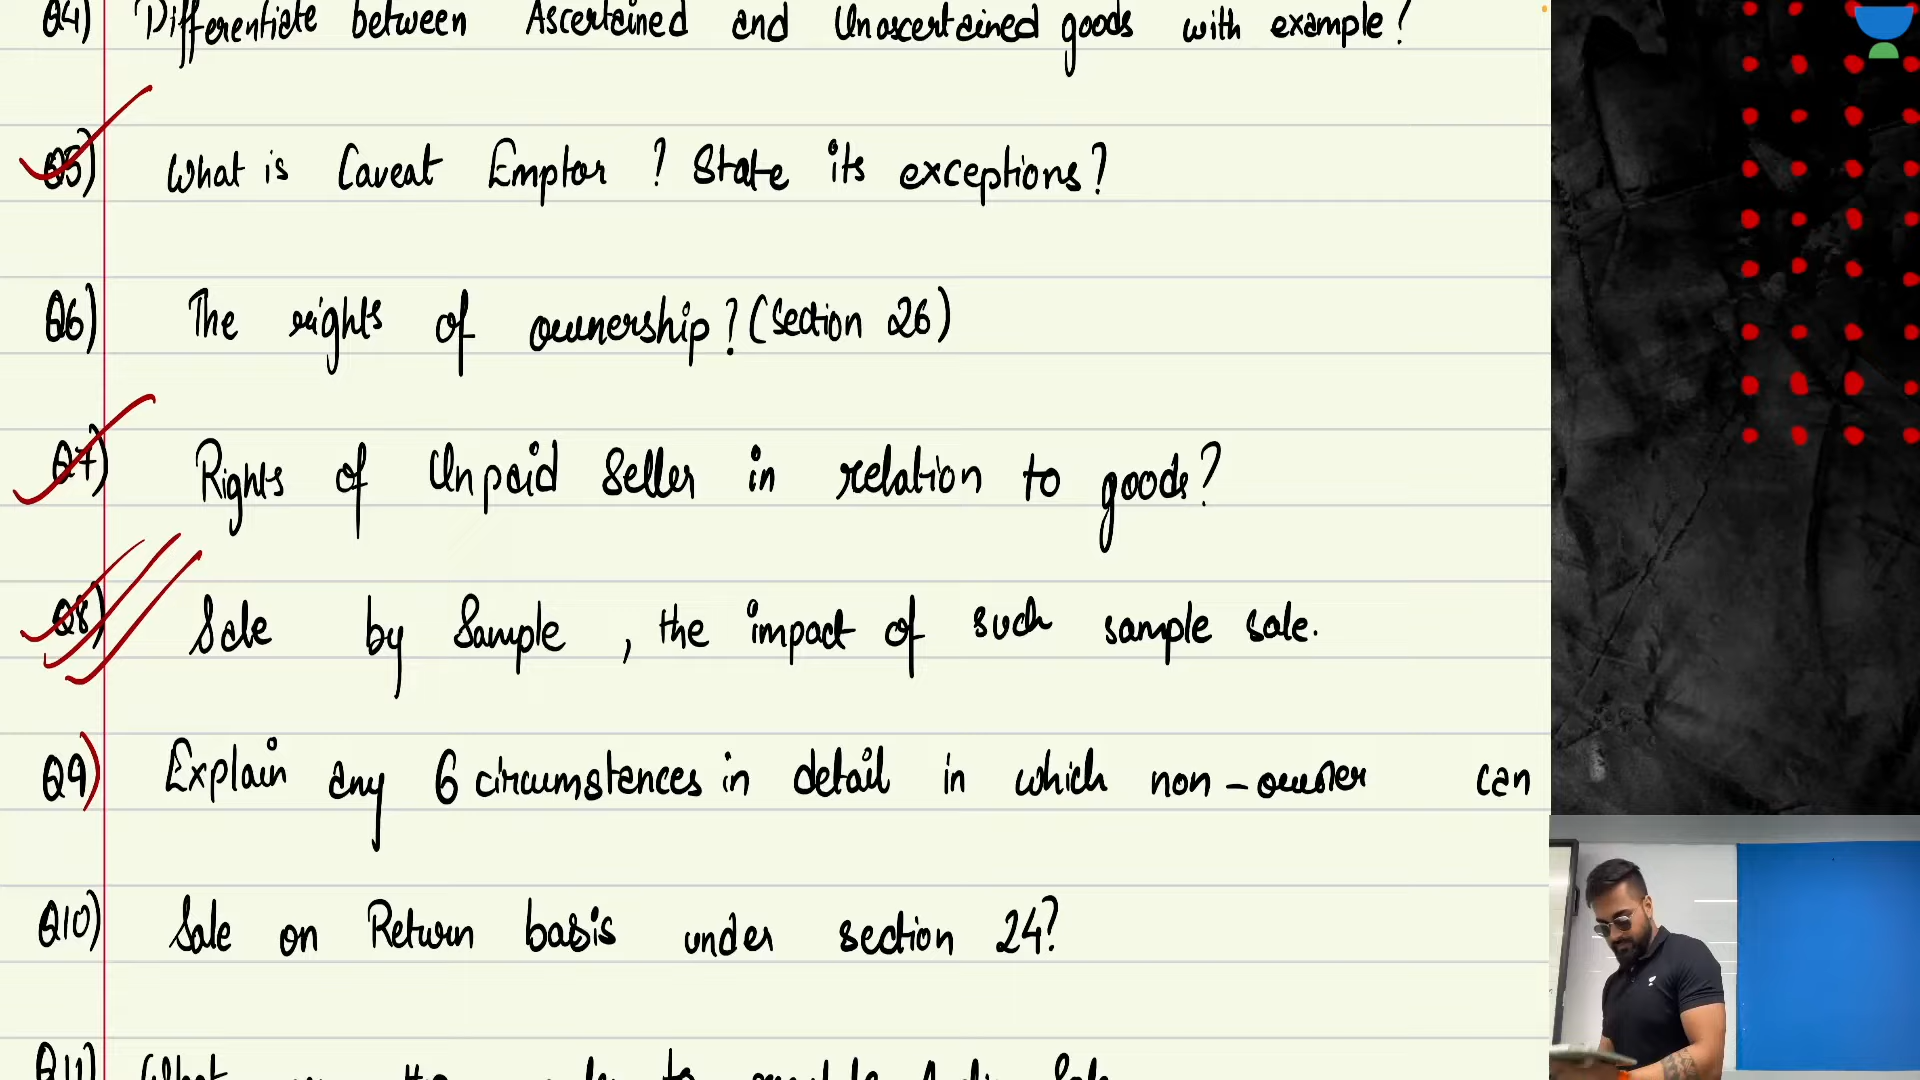 Q4) Differentiate between Ascertained and Unascertained goods with example?
Q5) What is Caveat Emptor ? State its exceptions?
Q6) The rights of ownership? (Section 26)
Q7) Rights of Unpaid Seller in relation to goods?
Q8) Sale by Sample , the impact of such sample sale.
Q9) Explain any 6 circumstances in detail in which non-owner can
Q10) Sale on Return basis under section 24?
Q11) What